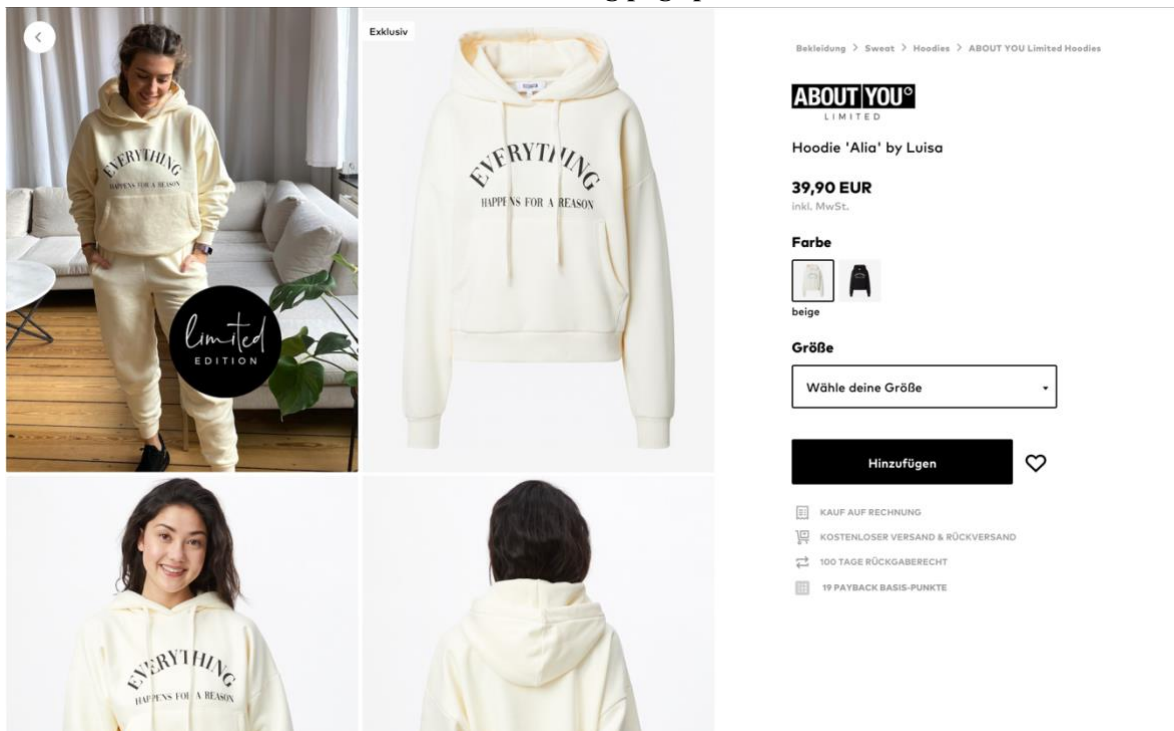 EVERYTHING
HAPPENS FOR A REASON
Limited
EDITION
Exklusiv
EVERYTHING
HAPPENS FOR A REASON
EVERYTHING
HAPPENS FOR A REASON
Bekleidung > Sweat > Hoodies > ABOUT YOU Limited Hoodies
ABOUT YOU°
LIMITED
Hoodie 'Alia' by Luisa
39,90 EUR
inkl. MwSt.
Farbe
beige
Größe
Wähle deine Größe
Hinzufügen
KAUF AUF RECHNUNG
KOSTENLOSER VERSAND & RÜCKVERSAND
100 TAGE RÜCKGABERECHT
19 PAYBACK BASIS-PUNKTE